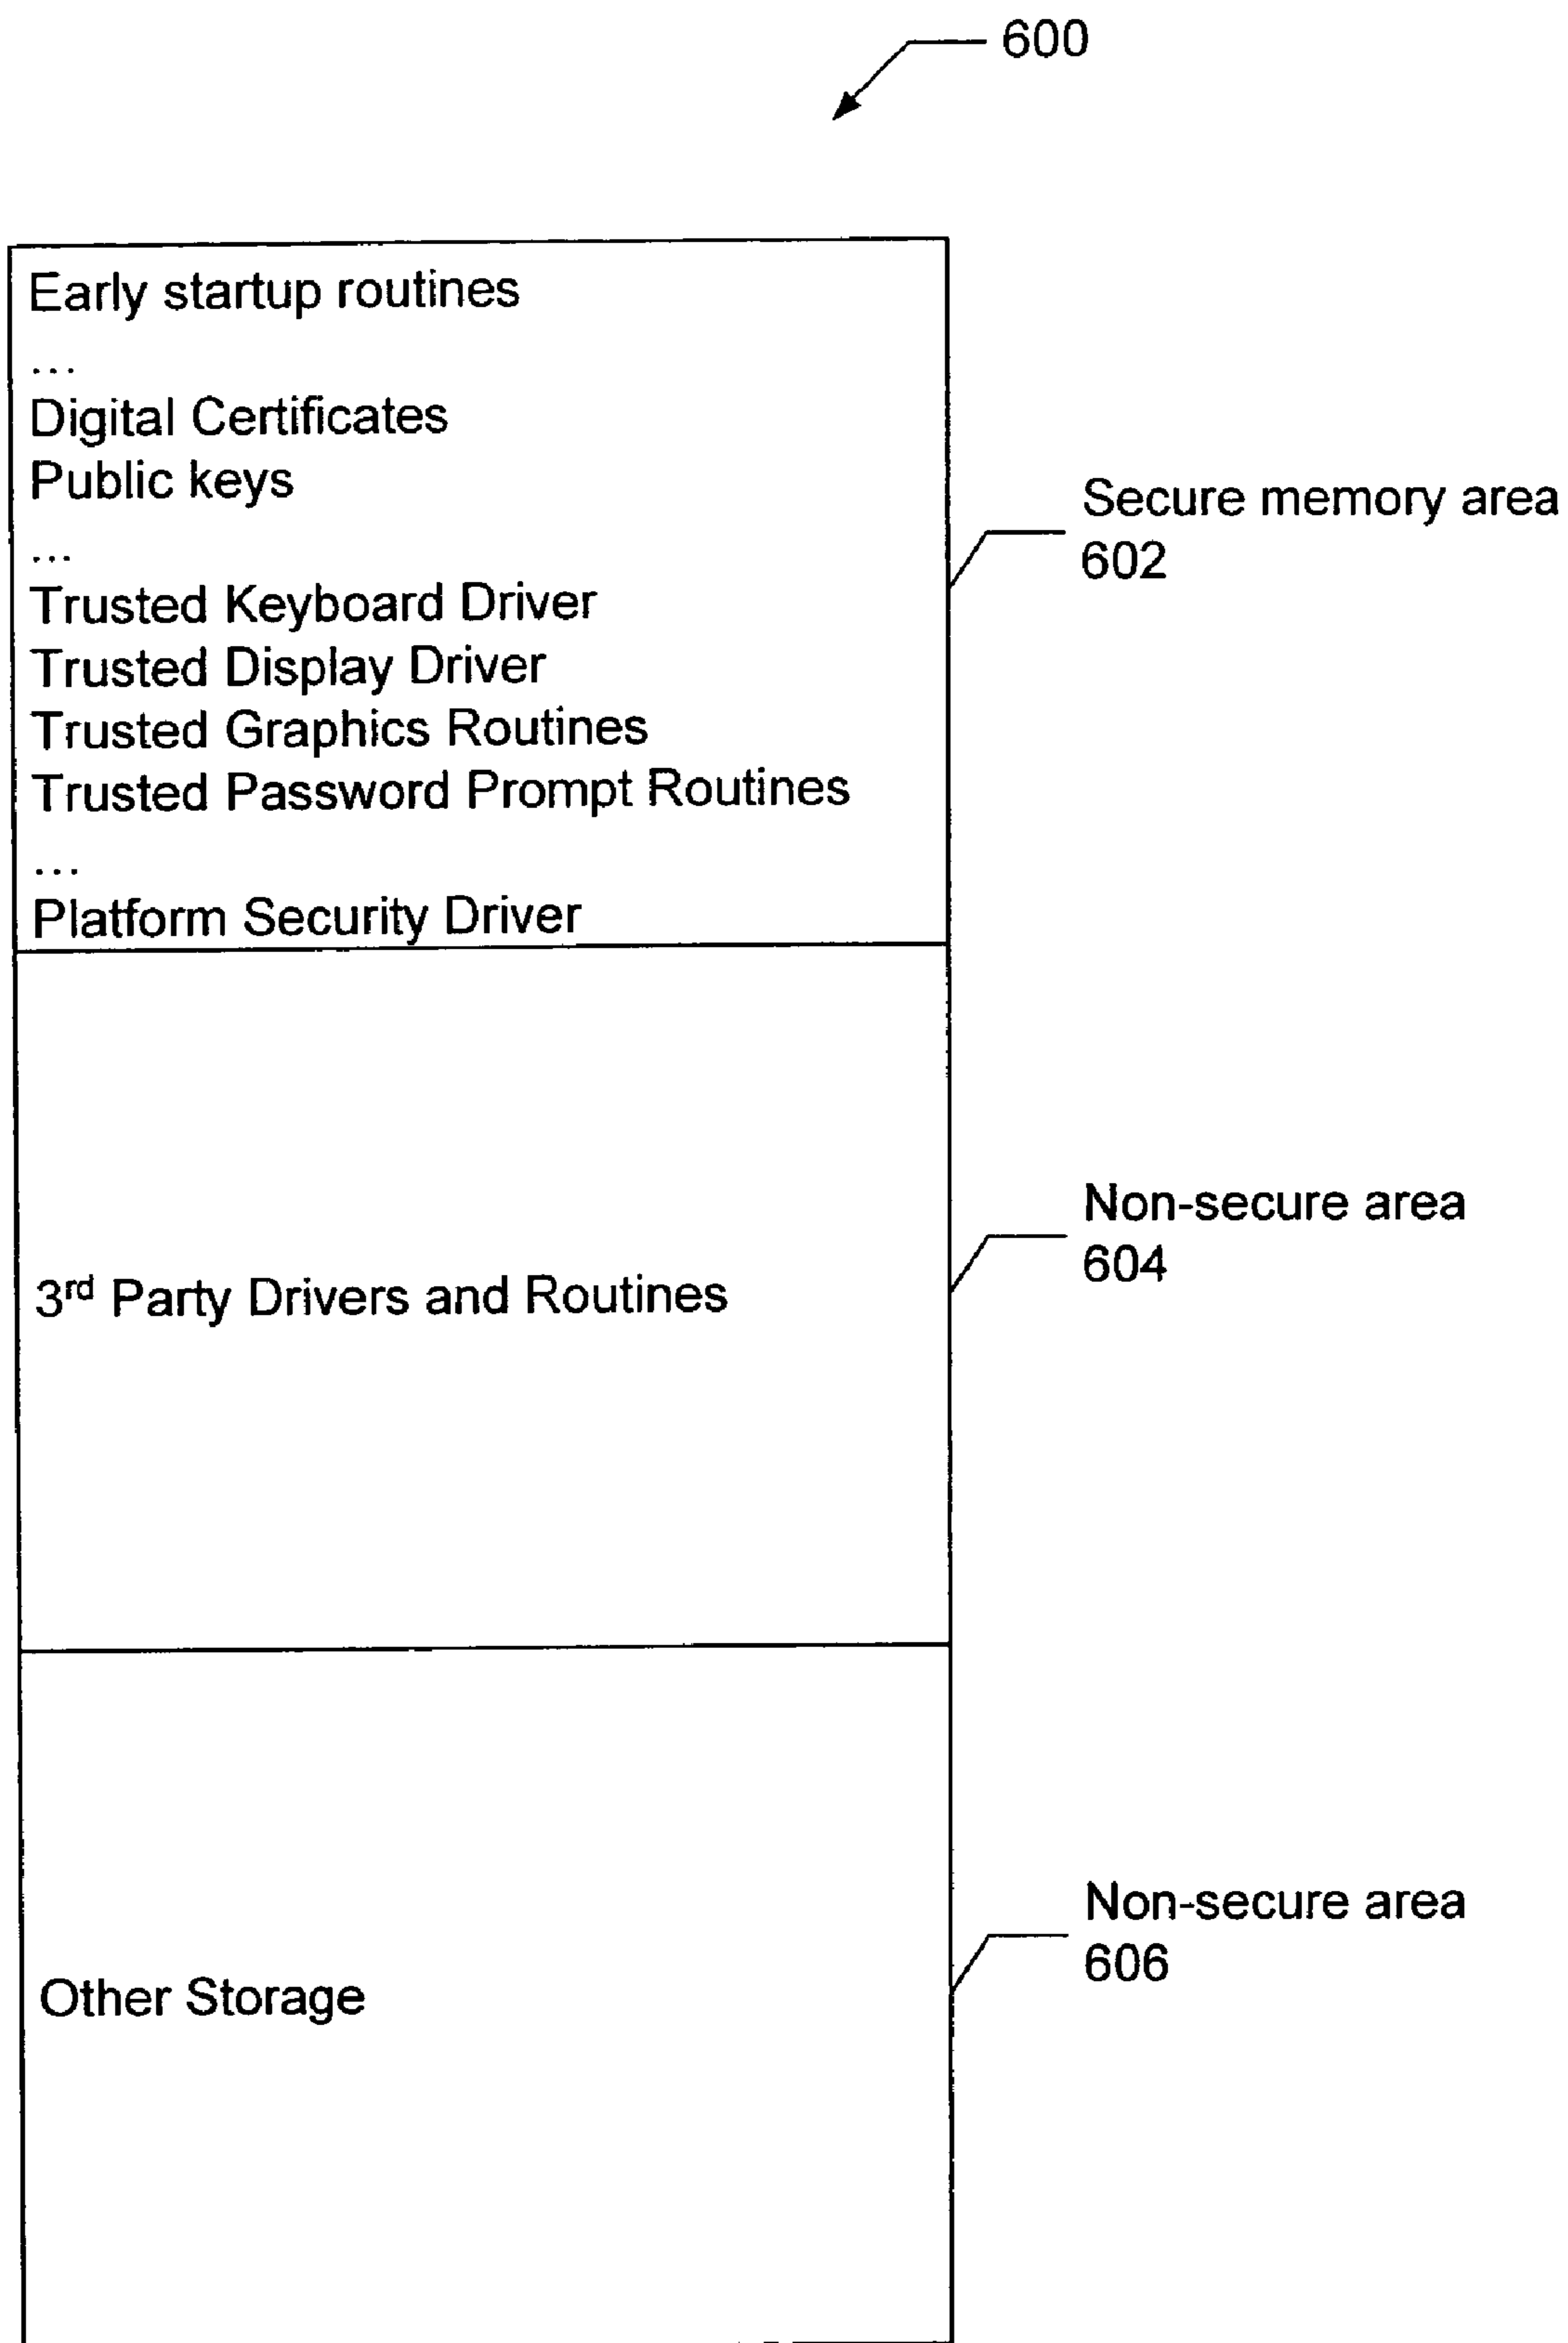 600
Early startup routines
...
Digital Certificates
Public keys
...
Trusted Keyboard Driver
Trusted Display Driver
Trusted Graphics Routines
Trusted Password Prompt Routines
...
Platform Security Driver
Secure memory area
602
3rd Party Drivers and Routines
Non-secure area
604
Other Storage
Non-secure area
606